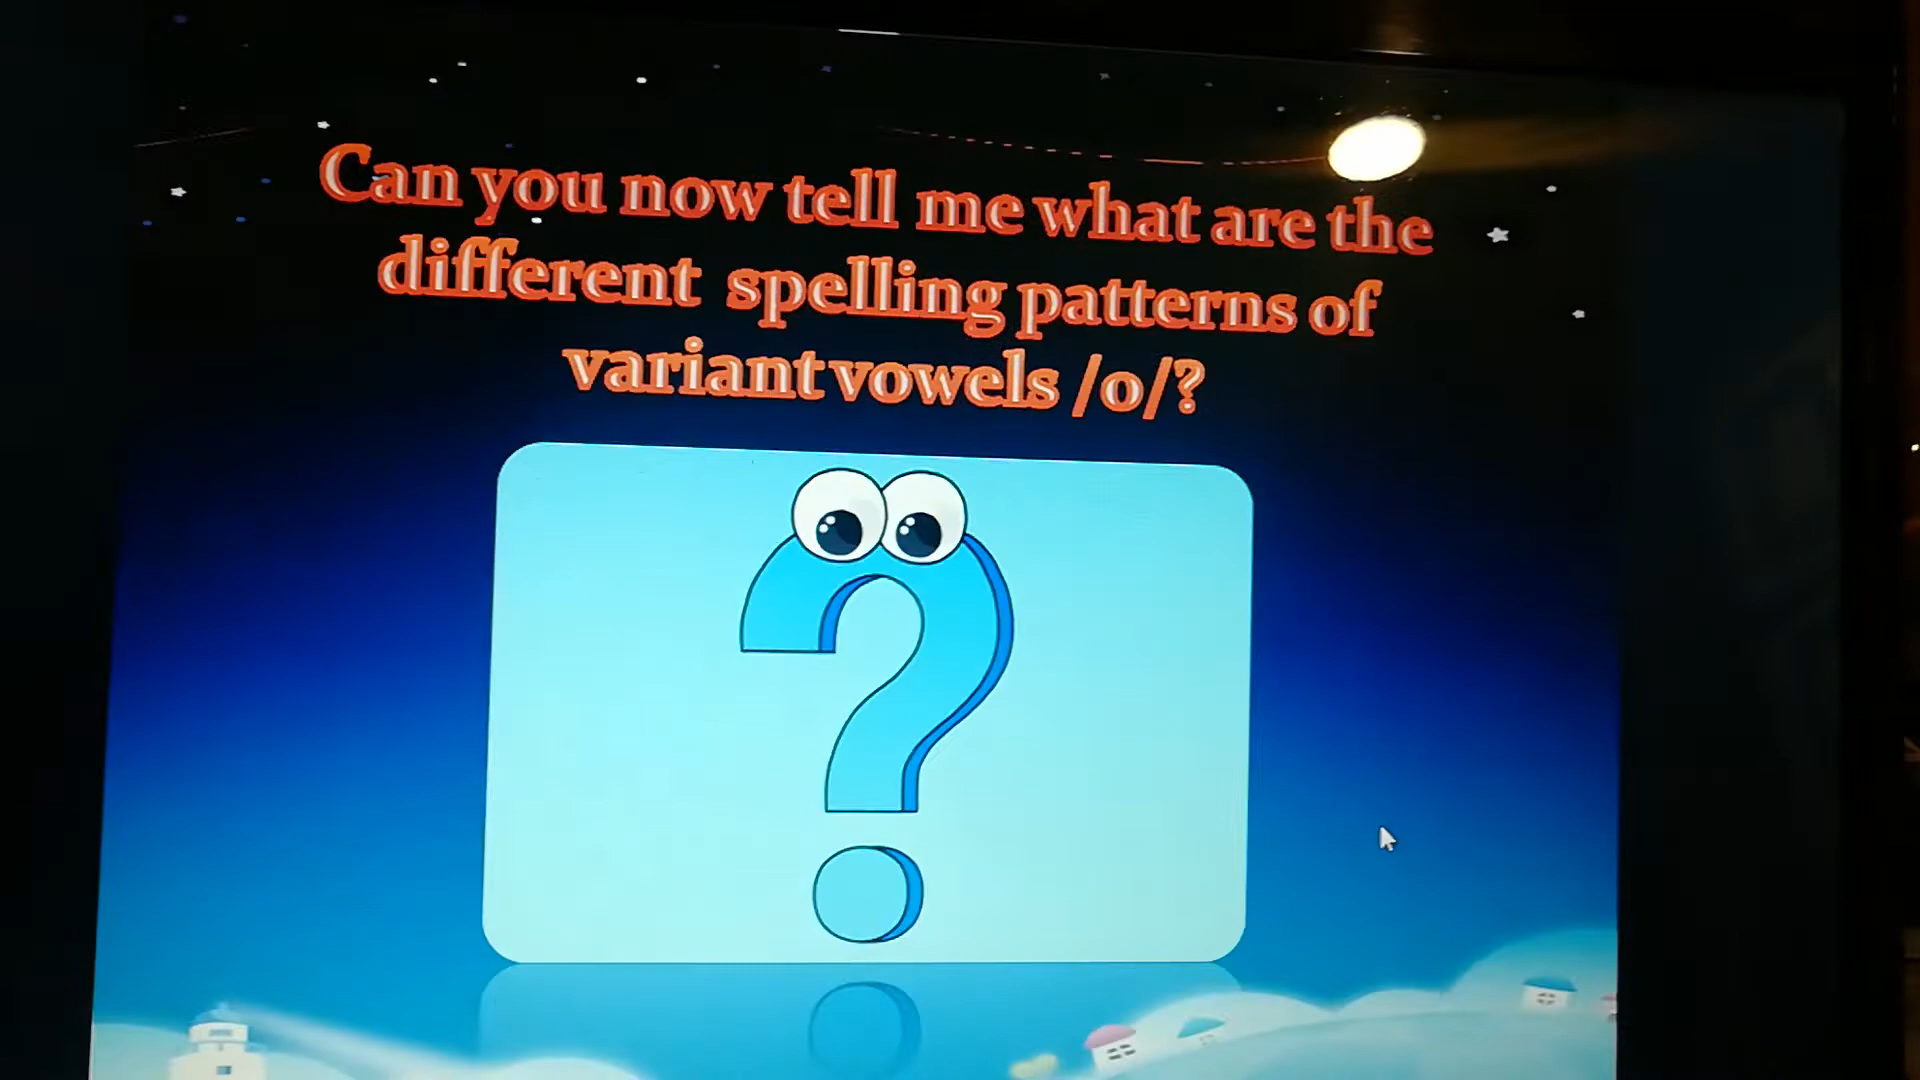 Can you now tell me what are the
different spelling patterns of
variant vowels /o/?